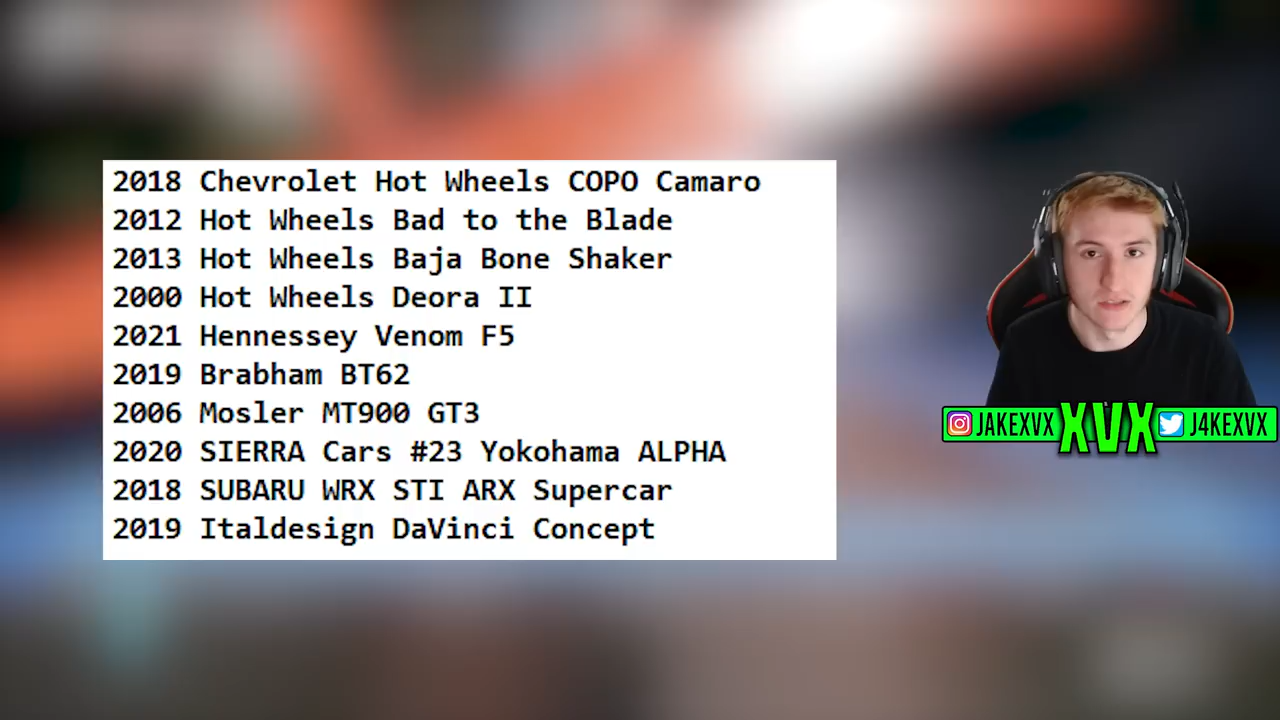 2018 Chevrolet Hot Wheels COPO Camaro
2012 Hot Wheels Bad to the Blade
2013 Hot Wheels Baja Bone Shaker
2000 Hot Wheels Deora II
2021 Hennessey Venom F5
2019 Brabham BT62
2006 Mosler MT900 GT3
2020 SIERRA Cars #23 Yokohama ALPHA
2018 SUBARU WRX STI ARX Supercar
2019 Italdesign DaVinci Concept
JAKEXVX XVX J4KEXVX